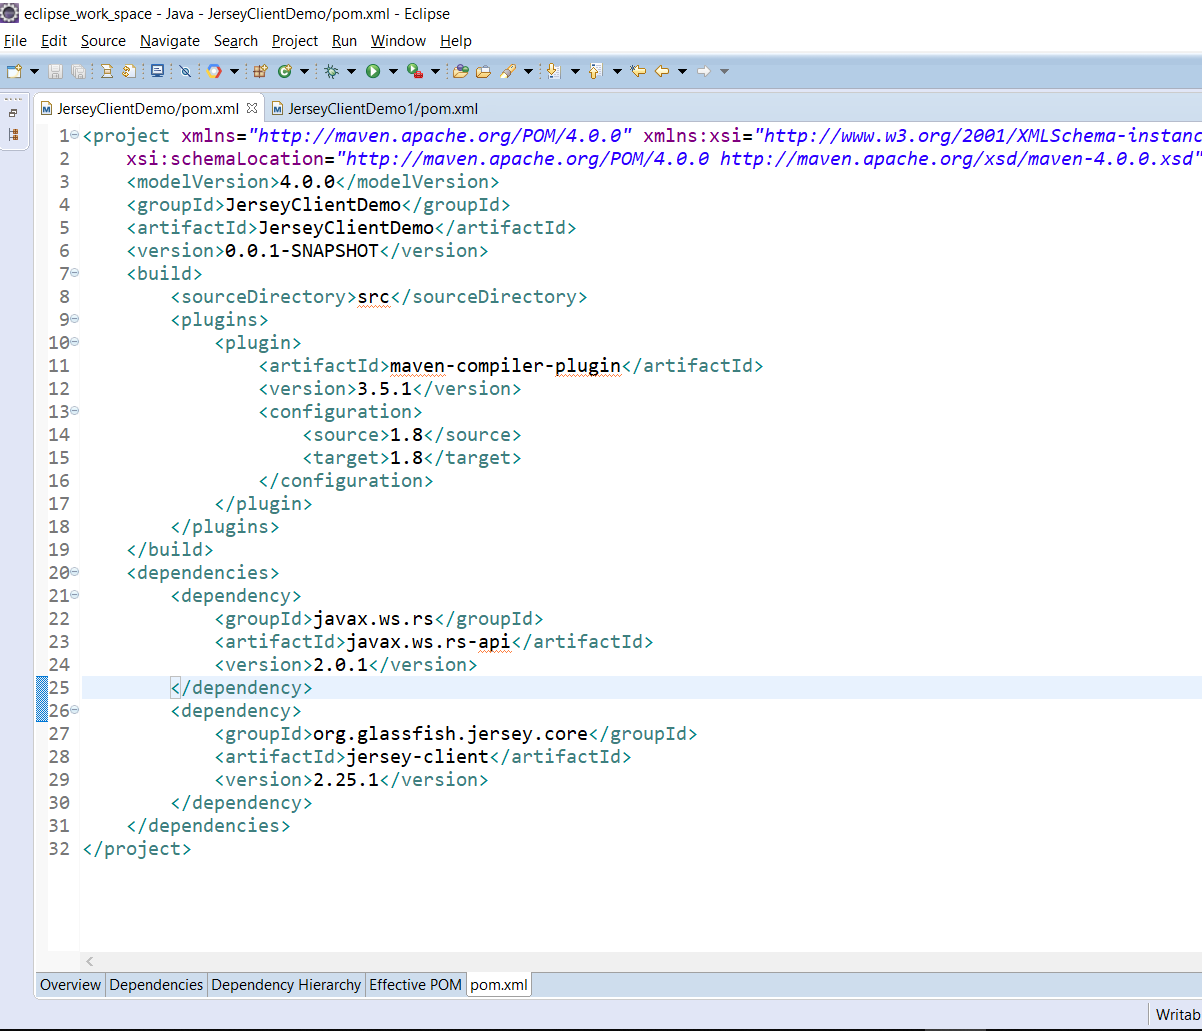 eclipse_work_space - Java - JerseyClientDemo/pom.xml - Eclipse
File Edit Source Navigate Search Project Run Window Help
JerseyClientDemo/pom.xml JerseyClientDemo1/pom.xml
1 <project xmlns="http://maven.apache.org/POM/4.0.0" xmlns:xsi="http://www.w3.org/2001/XMLSchema-instanc
2 xsi:schemaLocation="http://maven.apache.org/POM/4.0.0 http://maven.apache.org/xsd/maven-4.0.0.xsd"
3 <modelVersion>4.0.0</modelVersion>
4 <groupId>JerseyClientDemo</groupId>
5 <artifactId>JerseyClientDemo</artifactId>
6 <version>0.0.1-SNAPSHOT</version>
7 <build>
8 <sourceDirectory>src</sourceDirectory>
9 <plugins>
10 <plugin>
11 <artifactId>maven-compiler-plugin</artifactId>
12 <version>3.5.1</version>
13 <configuration>
14 <source>1.8</source>
15 <target>1.8</target>
16 </configuration>
17 </plugin>
18 </plugins>
19 </build>
20 <dependencies>
21 <dependency>
22 <groupId>javax.ws.rs</groupId>
23 <artifactId>javax.ws.rs-api</artifactId>
24 <version>2.0.1</version>
25 </dependency>
26 <dependency>
27 <groupId>org.glassfish.jersey.core</groupId>
28 <artifactId>jersey-client</artifactId>
29 <version>2.25.1</version>
30 </dependency>
31 </dependencies>
32 </project>
Overview Dependencies Dependency Hierarchy Effective POM pom.xml
Writab